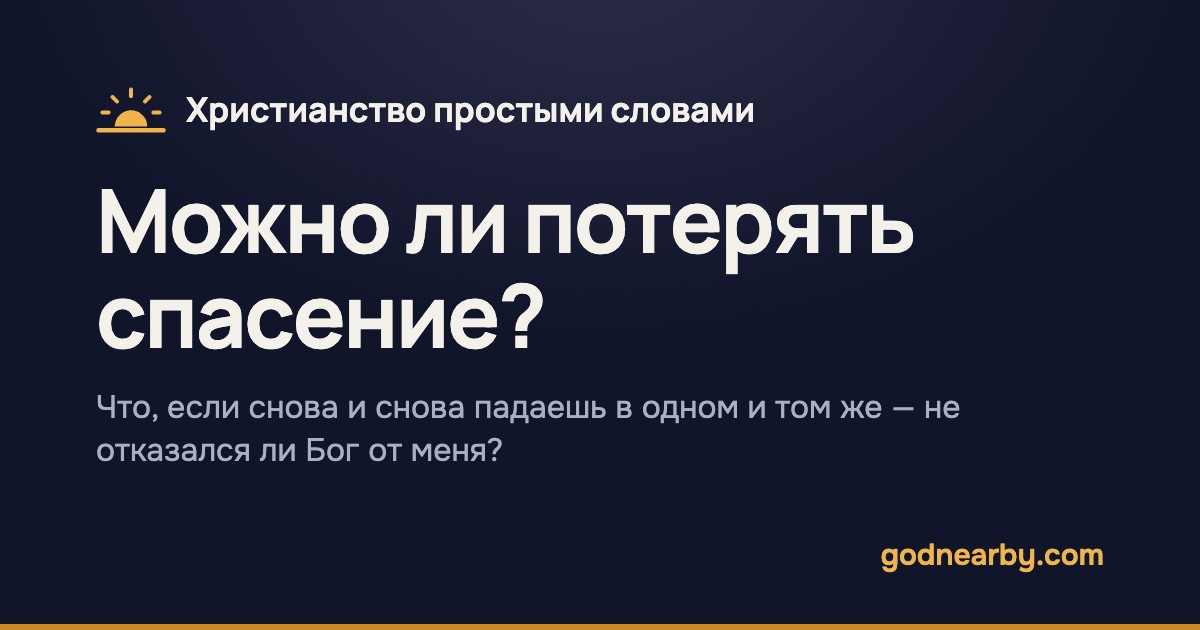 Христианство простыми словами
Можно ли потерять
спасение?
Что, если снова и снова падаешь в одном и том же — не
отказался ли Бог от меня?
godnearby.com